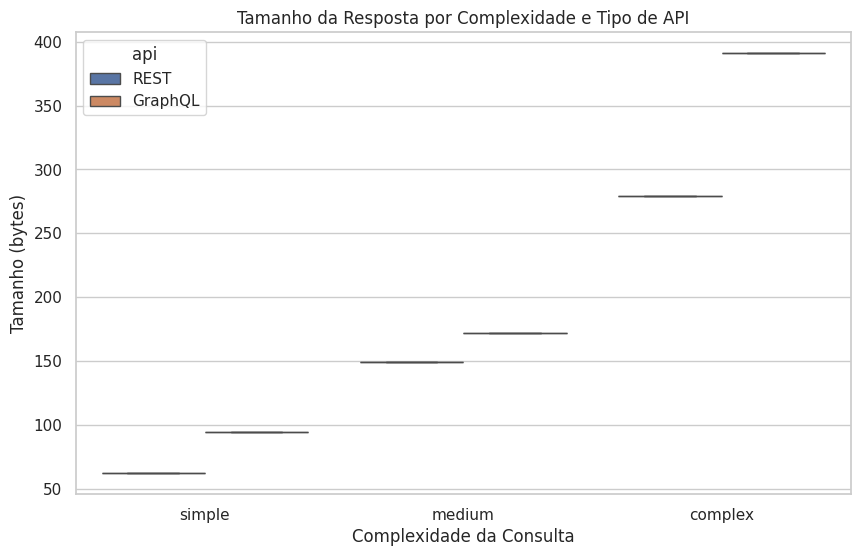 Tamanho da Resposta por Complexidade e Tipo de API
400
350
300
250
200
150
100
50
Tamanho (bytes)
api
REST
GraphQL
simple
medium
complex
Complexidade da Consulta